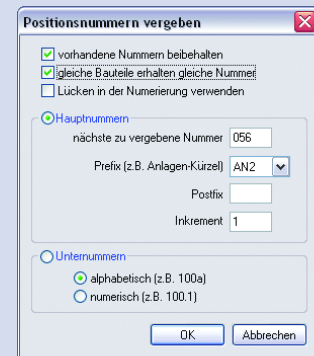 Positionsnummern vergeben
vorhandene Nummern beibehalten
gleiche Bauteile erhalten gleiche Nummer
Lücken in der Numerierung verwenden
Hauptnummern
nächste zu vergebene Nummer 056
Prefix (z.B. Anlagen-Kürzel) AN2
Postfix
Inkrement 1
Unternummern
alphabetisch (z.B. 100a)
numerisch (z.B. 100.1)
OK Abbrechen